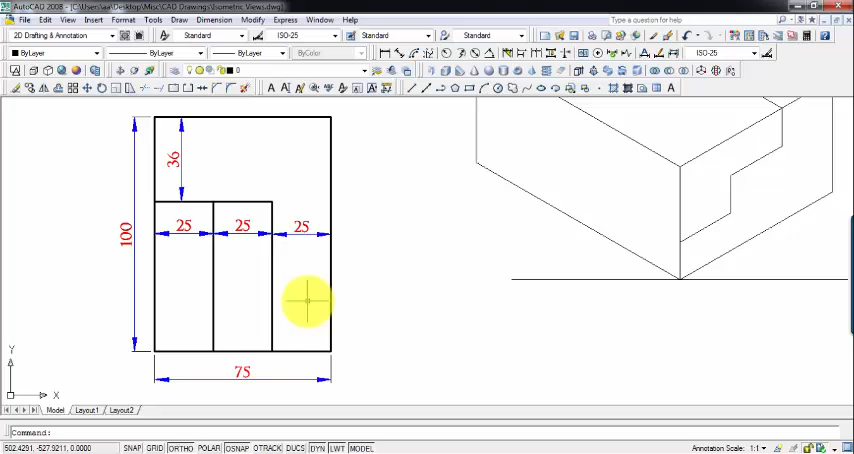 AutoCAD 2008 - [C:\Users\aa\Desktop\Misc\CAD Drawings\Isometric Views.dwg]
File Edit View Insert Format Tools Draw Dimension Modify Express Window Help
Type a question for help
2D Drafting & Annotation Standard ISO-25 Standard Standard
ByLayer ByLayer ByLayer ByColor ISO-25
0
36
100
25 25 25
75
Y
X
Model Layout1 Layout2
Command:
502.4291, -527.9211, 0.0000 SNAP GRID ORTHO POLAR OSNAP OTRACK DUCS DYN LWT MODEL Annotation Scale: 1:1